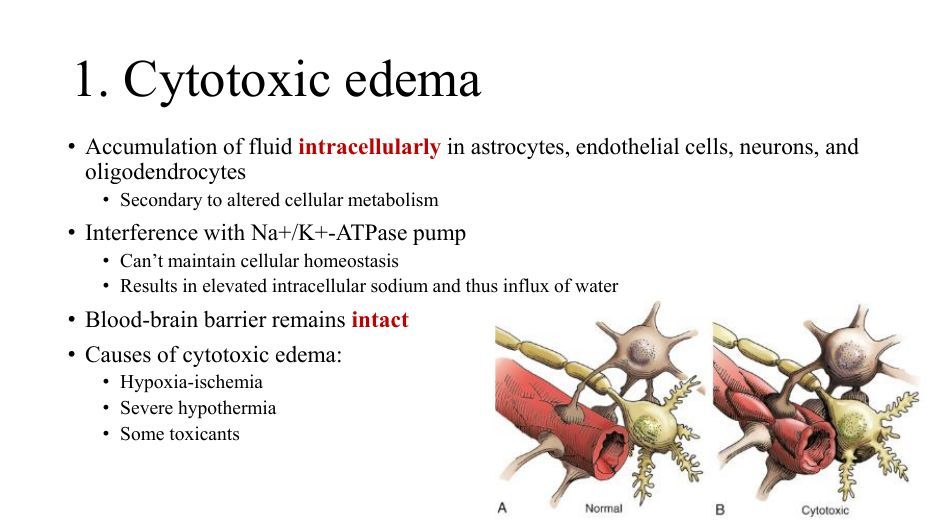 1. Cytotoxic edema
• Accumulation of fluid intracellularly in astrocytes, endothelial cells, neurons, and
oligodendrocytes
• Secondary to altered cellular metabolism
• Interference with Na+/K+-ATPase pump
• Can’t maintain cellular homeostasis
• Results in elevated intracellular sodium and thus influx of water
• Blood-brain barrier remains intact
• Causes of cytotoxic edema:
• Hypoxia-ischemia
• Severe hypothermia
• Some toxicants
A Normal
B Cytotoxic